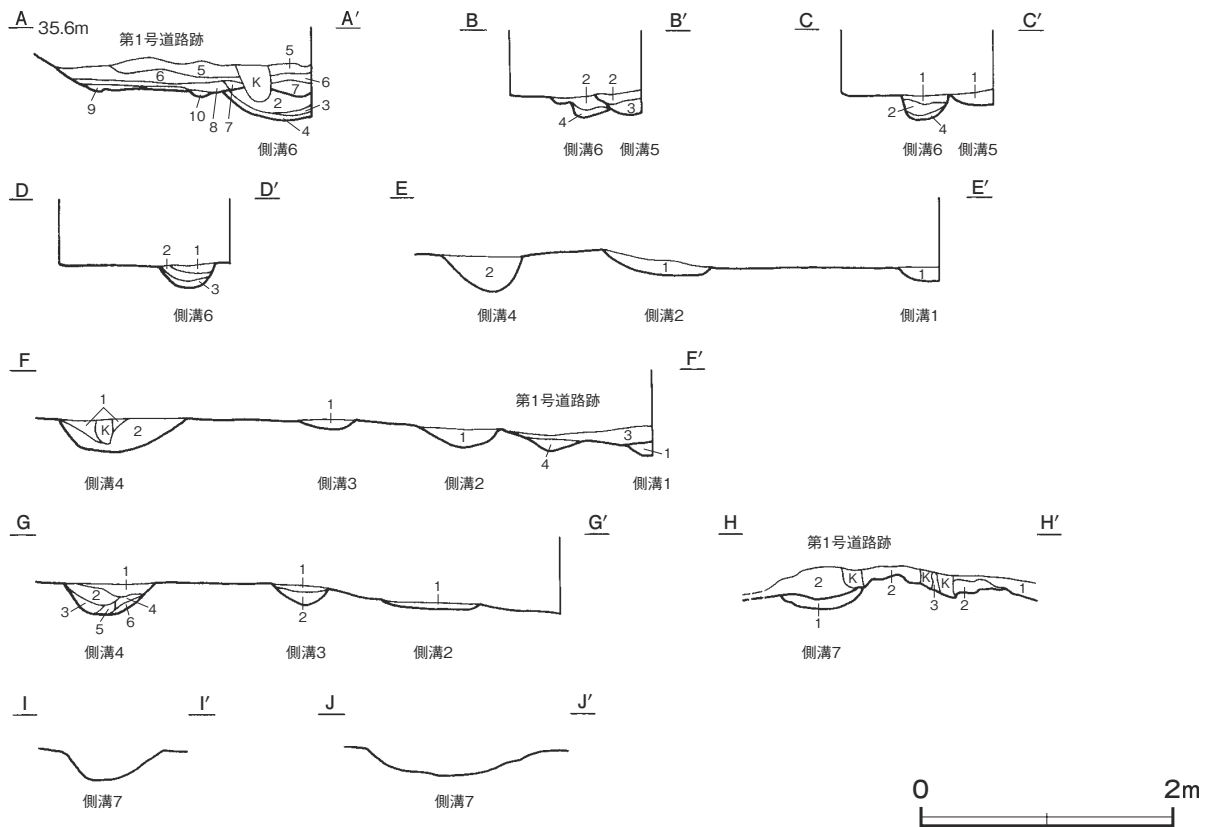 A 35.6m A′
第1号道路跡
5
5
6
6
K
7
2
3
9
10 8 7
4
側溝6
B B′
2 2
3
4
側溝6 側溝5
C C′
1 1
2
4
側溝6 側溝5
D D′
2 1
3
側溝6
E E′
2
1
1
側溝4 側溝2 側溝1
F F′
第1号道路跡
1
K 2
1
1
3
4
1
側溝4 側溝3 側溝2 側溝1
G G′
1
2
3 4
5 6
1
2
1
側溝4 側溝3 側溝2
H H′
第1号道路跡
2 K 2 K K 3 2 1
1
側溝7
I I′
側溝7
J J′
側溝7
0 2m